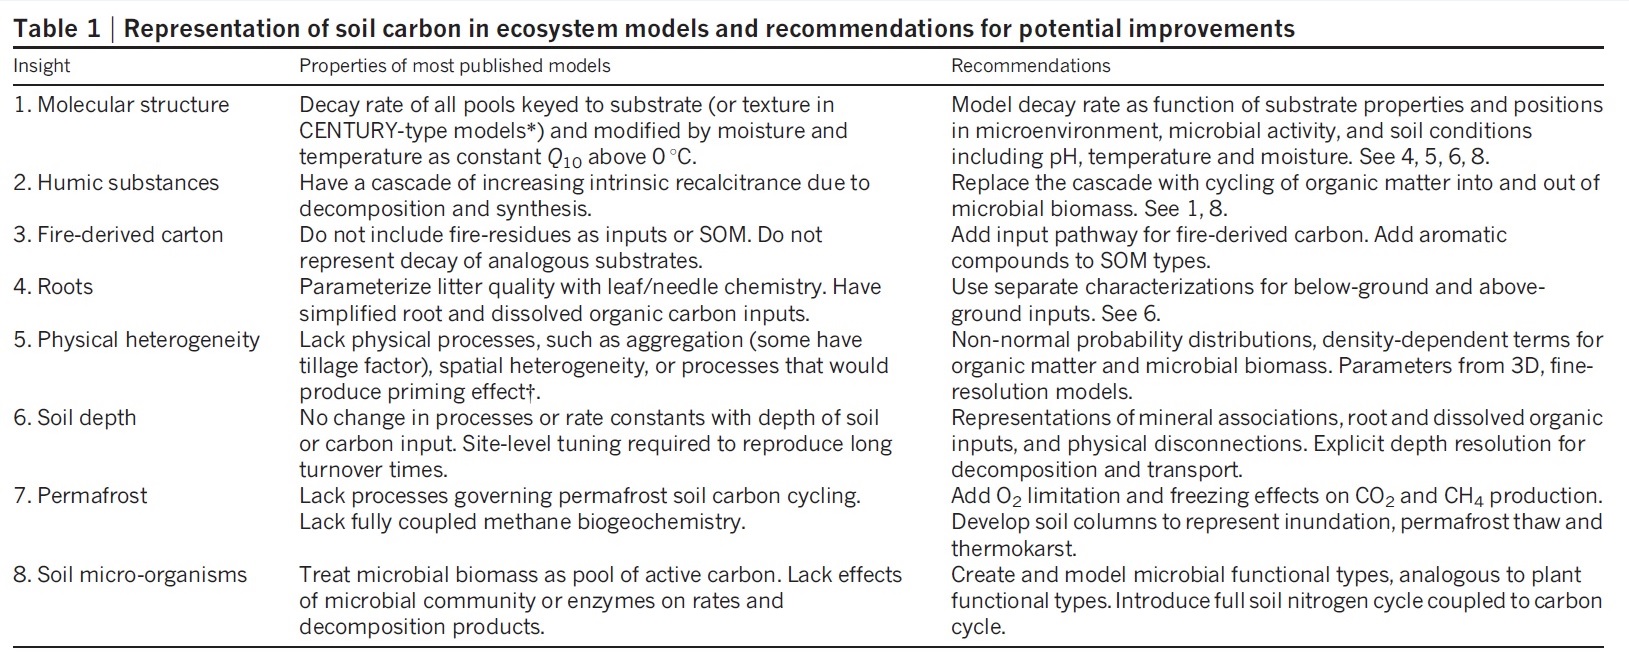 Table 1 | Representation of soil carbon in ecosystem models and recommendations for potential improvements
Insight Properties of most published models Recommendations
1. Molecular structure Decay rate of all pools keyed to substrate (or texture in Model decay rate as function of substrate properties and positions
CENTURY-type models*) and modified by moisture and in microenvironment, microbial activity, and soil conditions
temperature as constant Q10 above 0 °C. including pH, temperature and moisture. See 4, 5, 6, 8.
2. Humic substances Have a cascade of increasing intrinsic recalcitrance due to Replace the cascade with cycling of organic matter into and out of
decomposition and synthesis. microbial biomass. See 1, 8.
3. Fire-derived carton Do not include fire-residues as inputs or SOM. Do not Add input pathway for fire-derived carbon. Add aromatic
represent decay of analogous substrates. compounds to SOM types.
4. Roots Parameterize litter quality with leaf/needle chemistry. Have Use separate characterizations for below-ground and above-
simplified root and dissolved organic carbon inputs. ground inputs. See 6.
5. Physical heterogeneity Lack physical processes, such as aggregation (some have Non-normal probability distributions, density-dependent terms for
tillage factor), spatial heterogeneity, or processes that would organic matter and microbial biomass. Parameters from 3D, fine-
produce priming effect†. resolution models.
6. Soil depth No change in processes or rate constants with depth of soil Representations of mineral associations, root and dissolved organic
or carbon input. Site-level tuning required to reproduce long inputs, and physical disconnections. Explicit depth resolution for
turnover times. decomposition and transport.
7. Permafrost Lack processes governing permafrost soil carbon cycling. Add O2 limitation and freezing effects on CO2 and CH4 production.
Lack fully coupled methane biogeochemistry. Develop soil columns to represent inundation, permafrost thaw and
thermokarst.
8. Soil micro-organisms Treat microbial biomass as pool of active carbon. Lack effects Create and model microbial functional types, analogous to plant
of microbial community or enzymes on rates and functional types. Introduce full soil nitrogen cycle coupled to carbon
decomposition products. cycle.